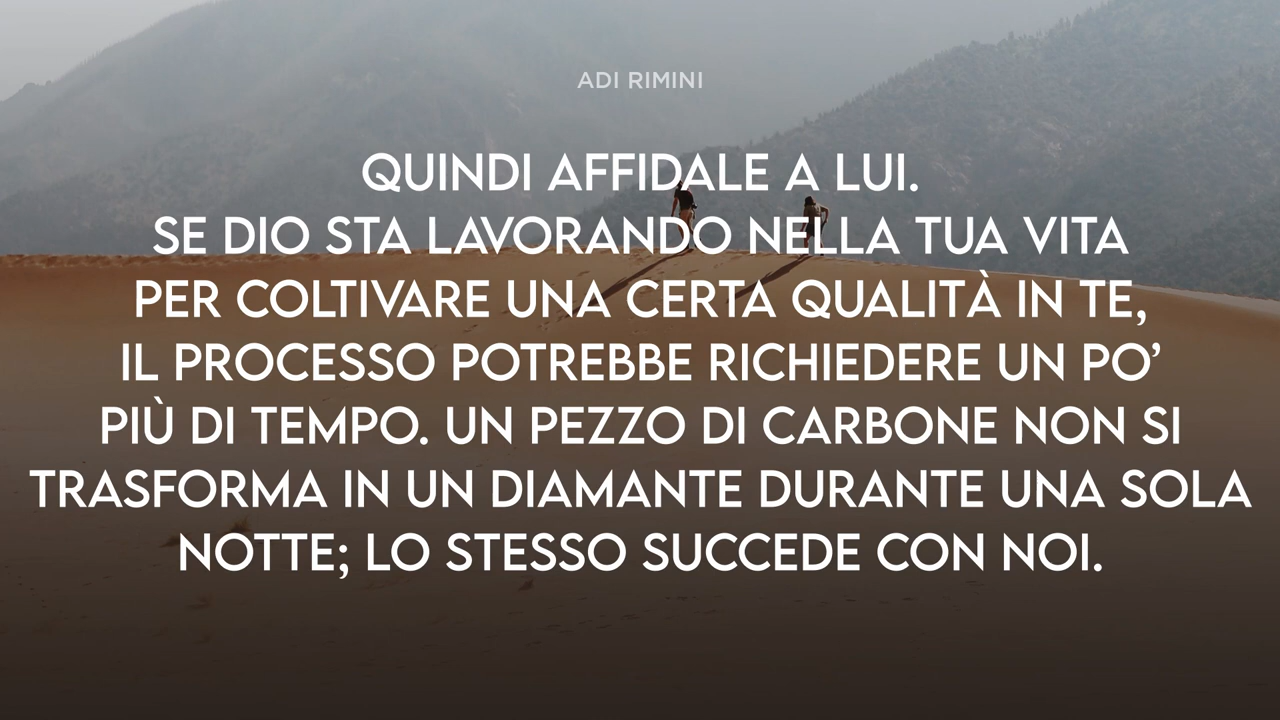 ADI RIMINI
QUINDI AFFIDALE A LUI.
SE DIO STA LAVORANDO NELLA TUA VITA
PER COLTIVARE UNA CERTA QUALITÀ IN TE,
IL PROCESSO POTREBBE RICHIEDERE UN PO’
PIÙ DI TEMPO. UN PEZZO DI CARBONE NON SI
TRASFORMA IN UN DIAMANTE DURANTE UNA SOLA
NOTTE; LO STESSO SUCCEDE CON NOI.